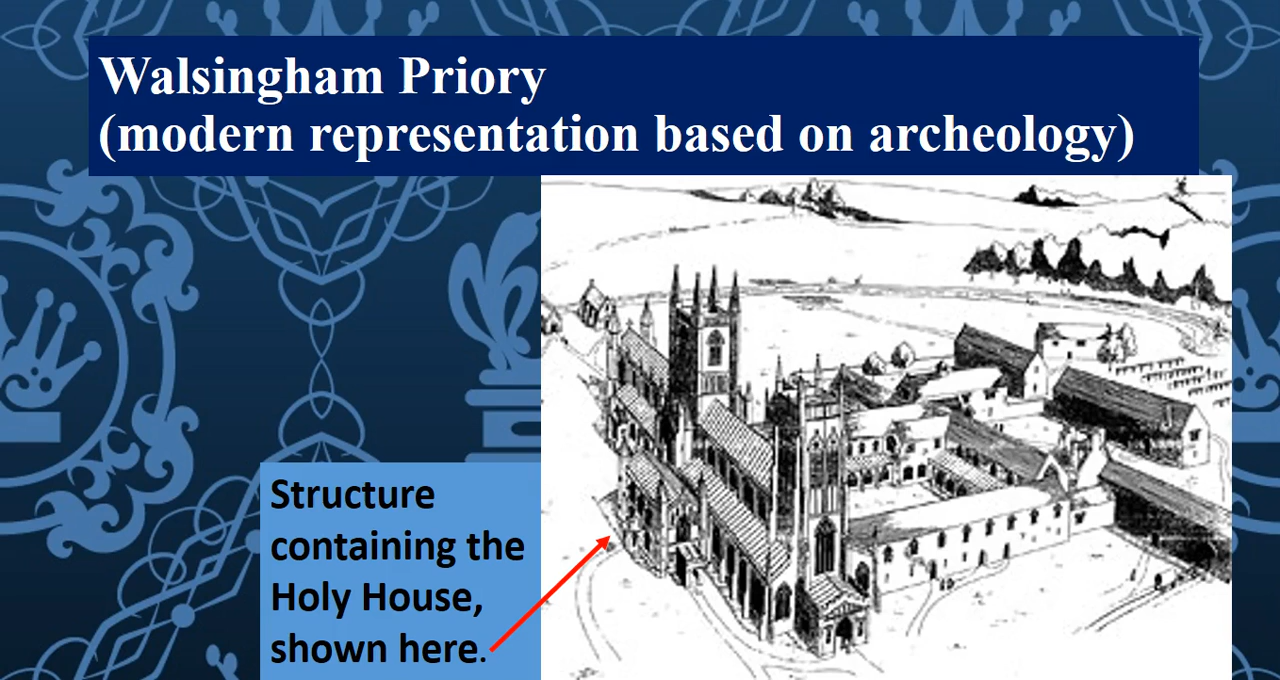 Walsingham Priory
(modern representation based on archeology)
Structure
containing the
Holy House,
shown here.